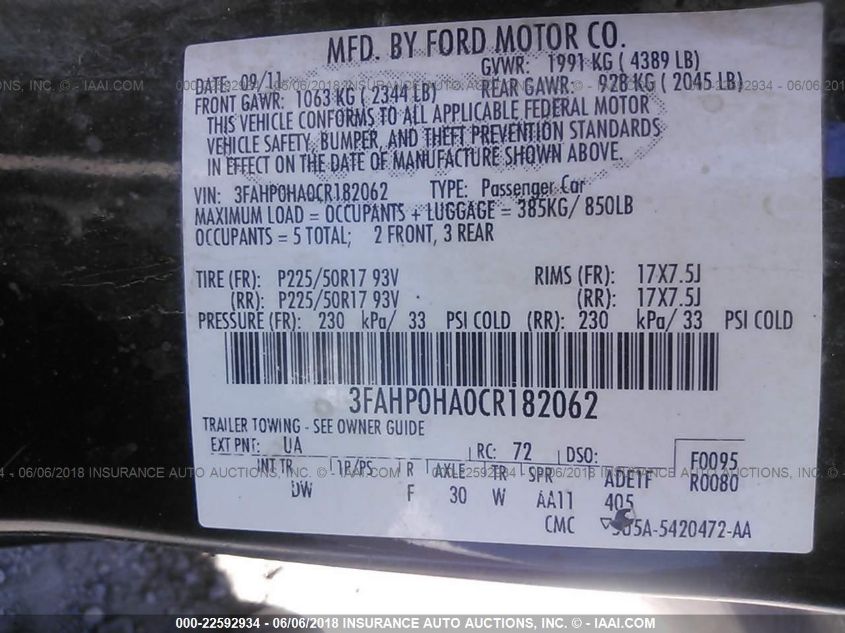 MFD. BY FORD MOTOR CO.
DATE: 09/11 GVWR: 1991 KG ( 4389 LB)
FRONT GAWR: 1063 KG ( 2344 LB) REAR GAWR: 928 KG ( 2045 LB)
THIS VEHICLE CONFORMS TO ALL APPLICABLE FEDERAL MOTOR
VEHICLE SAFETY, BUMPER, AND THEFT PREVENTION STANDARDS
IN EFFECT ON THE DATE OF MANUFACTURE SHOWN ABOVE.
VIN: 3FAHP0HA0CR182062 TYPE: Passenger Car
MAXIMUM LOAD = OCCUPANTS + LUGGAGE = 385KG/ 850LB
OCCUPANTS = 5 TOTAL; 2 FRONT, 3 REAR
TIRE (FR): P225/50R17 93V RIMS (FR): 17X7.5J
(RR): P225/50R17 93V (RR): 17X7.5J
PRESSURE (FR): 230 kPa/ 33 PSI COLD (RR): 230 kPa/ 33 PSI COLD
3FAHP0HA0CR182062
TRAILER TOWING - SEE OWNER GUIDE
EXT PNT: UA RC: 72 DSO: F0095
INT TR TP/PS R AXLE TR SPR ADE1F R0080
DW F 30 W AA11 405
CMC
000-22592934 - 06/06/2018 INSURANCE AUTO AUCTIONS, INC. © - IAAI.COM